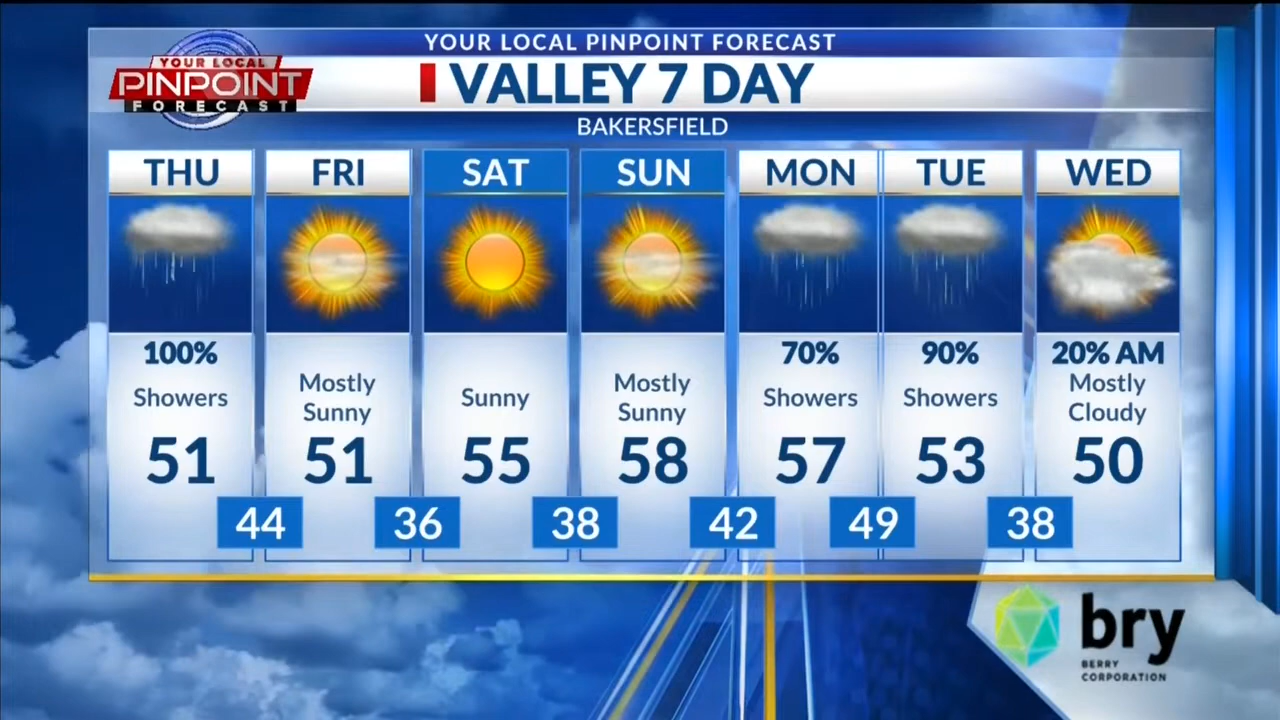 YOUR LOCAL PINPOINT FORECAST
YOUR LOCAL
PINPOINT
FORECAST
VALLEY 7 DAY
BAKERSFIELD
THU FRI SAT SUN MON TUE WED
100% 70% 90% 20% AM
Showers Mostly Sunny Sunny Mostly Sunny Showers Showers Mostly Cloudy
51 51 55 58 57 53 50
44 36 38 42 49 38
bry
BERRY
CORPORATION